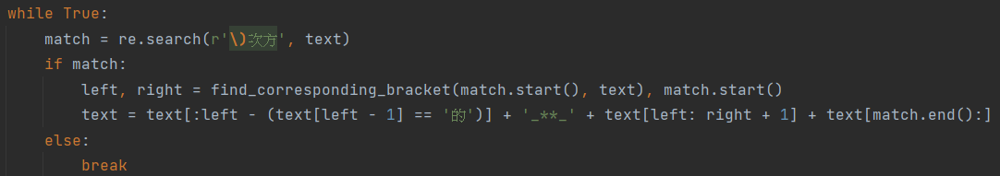 while True:
    match = re.search(r'\)次方', text)
    if match:
        left, right = find_corresponding_bracket(match.start(), text), match.start()
        text = text[:left - (text[left - 1] == '的')] + '_**_' + text[left: right + 1] + text[match.end():]
    else:
        break